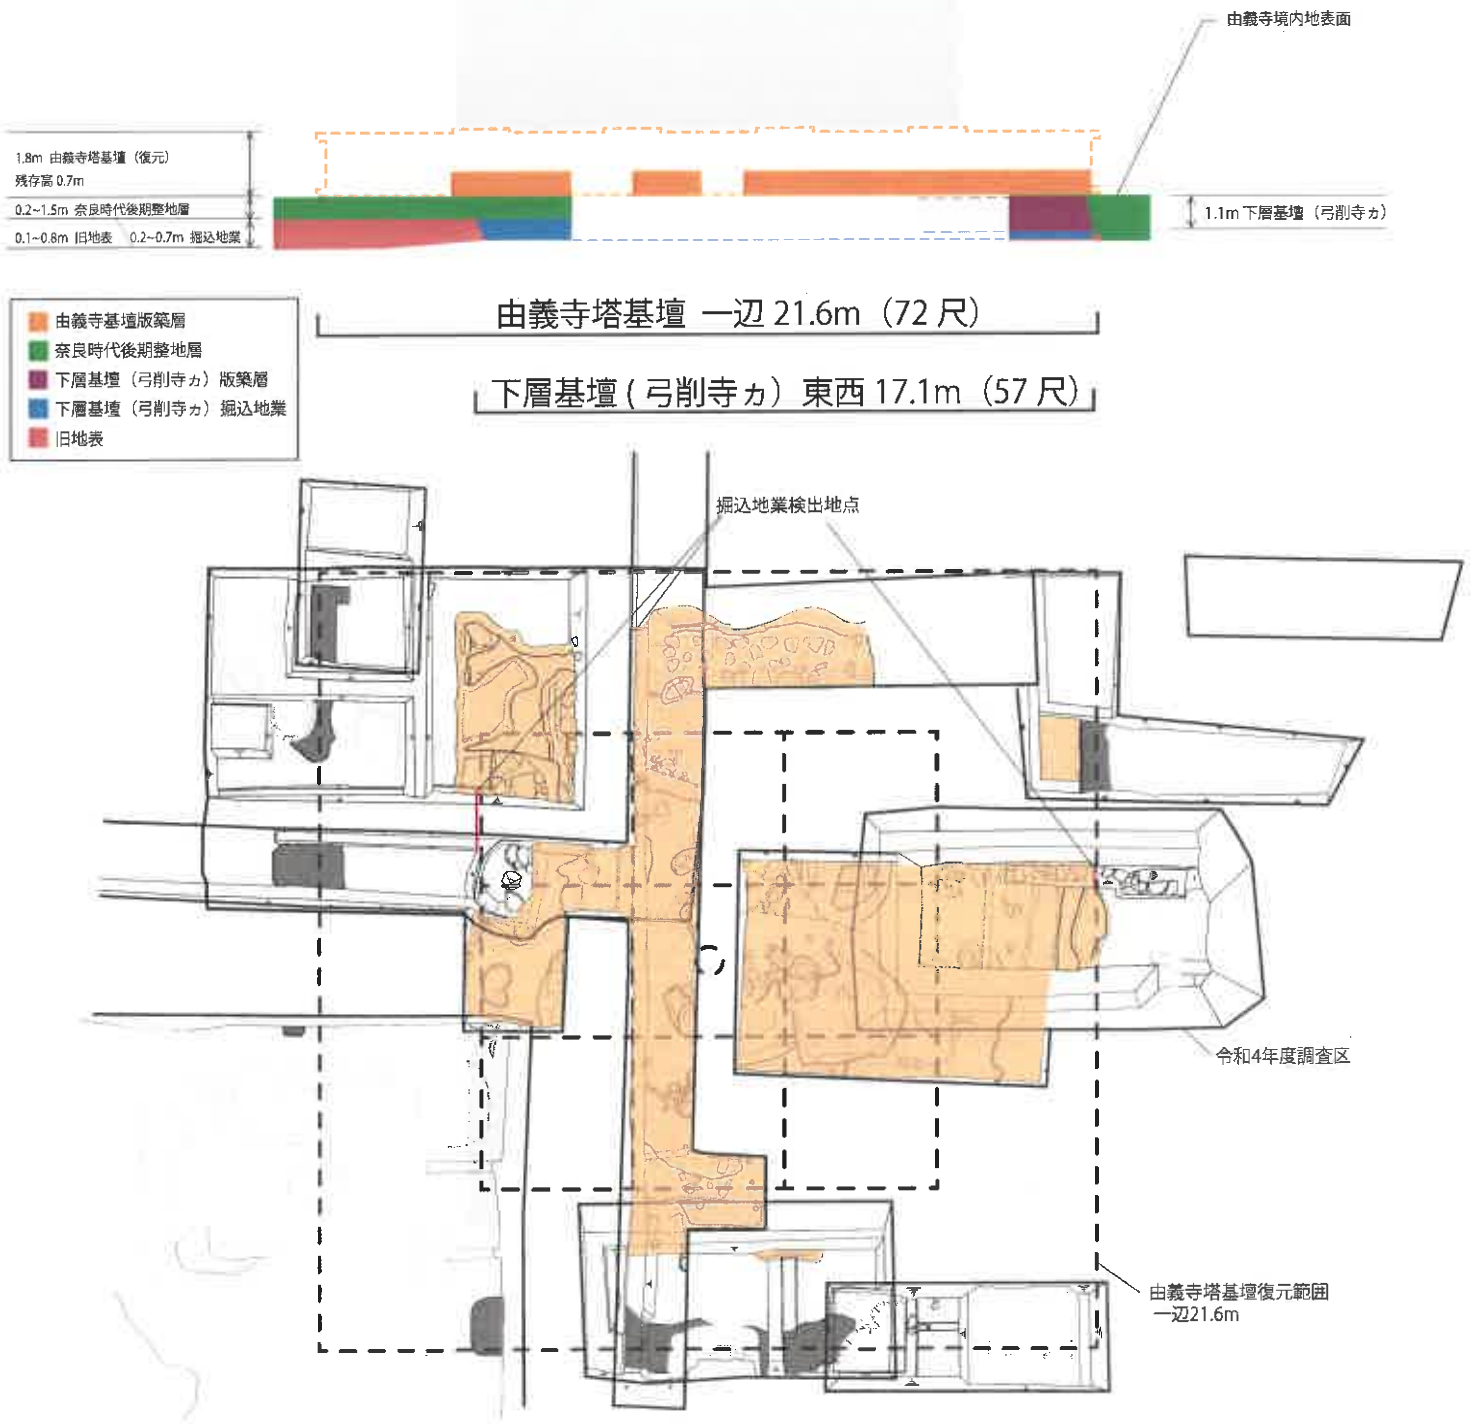 由義寺境内地表面
1.8m 由義寺塔基壇（復元）
残存高 0.7m
0.2~1.5m 奈良時代後期整地層
0.1~0.8m 旧地表 0.2~0.7m 掘込地業
1.1m 下層基壇（弓削寺ヵ）
由義寺基壇版築層
奈良時代後期整地層
下層基壇（弓削寺ヵ）版築層
下層基壇（弓削寺ヵ）掘込地業
旧地表
由義寺塔基壇 一辺 21.6m（72 尺）
下層基壇 ( 弓削寺ヵ）東西 17.1m（57 尺）
掘込地業検出地点
令和4年度調査区
由義寺塔基壇復元範囲
一辺21.6m